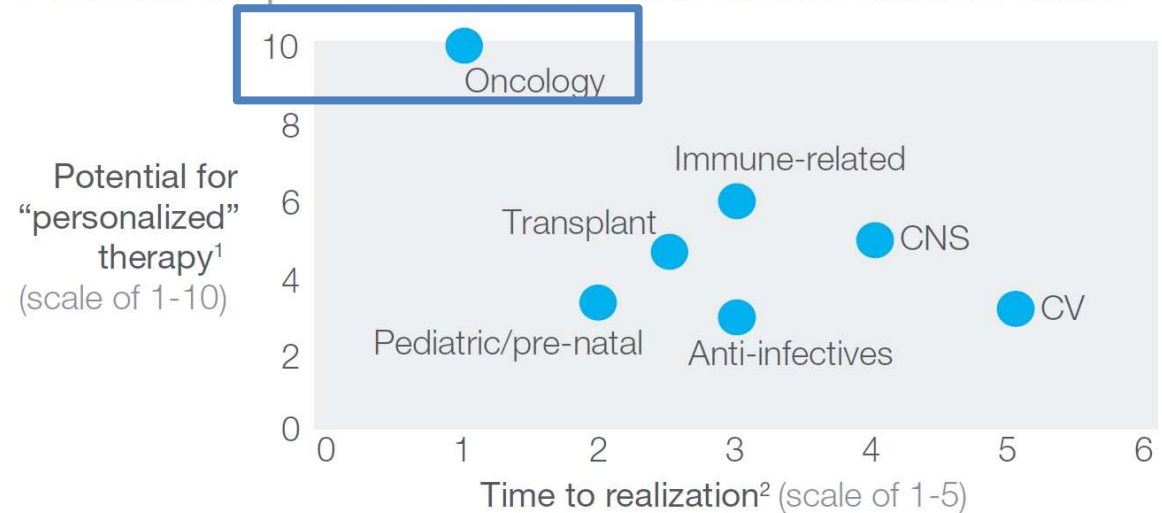 10
Oncology
8
Immune-related
Potential for
“personalized”
therapy¹
(scale of 1-10)
6
Transplant
CNS
4
CV
Pediatric/pre-natal
Anti-infectives
2
0
0 1 2 3 4 5 6
Time to realization² (scale of 1-5)